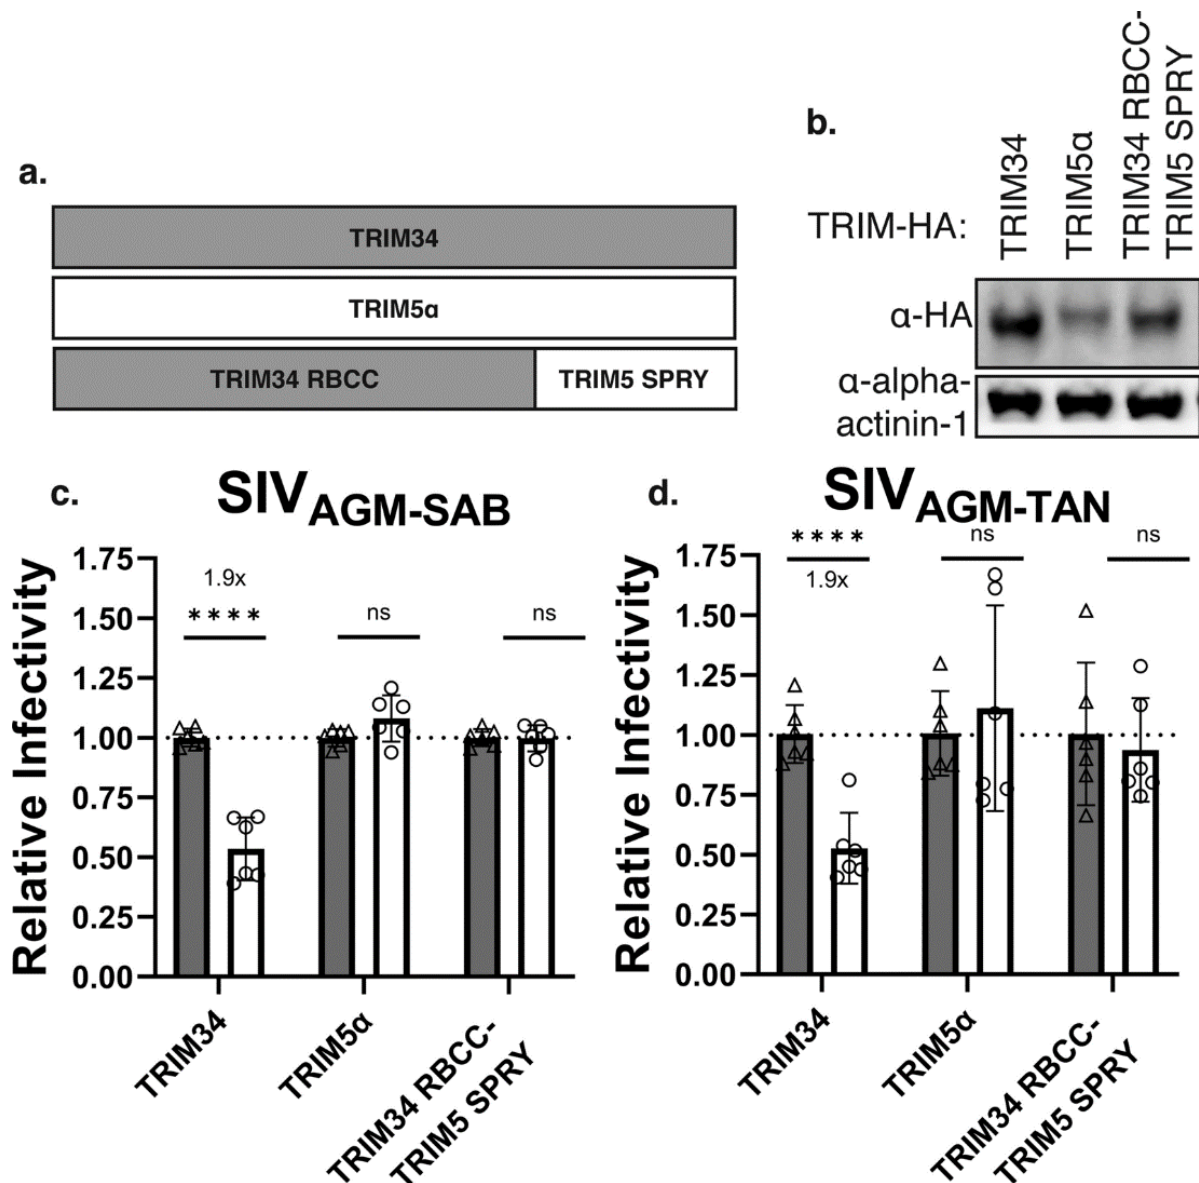 a.
TRIM34
TRIM5α
TRIM34 RBCC
TRIM5 SPRY
b.
TRIM-HA:
TRIM34
TRIM5α
TRIM34 RBCC-
TRIM5 SPRY
α-HA
α-alpha-
actinin-1
c.
SIVAGM-SAB
Relative Infectivity
1.75
1.50
1.25
1.00
0.75
0.50
0.25
0.00
1.9x
****
ns
ns
TRIM34
TRIM5α
TRIM34 RBCC-
TRIM5 SPRY
d.
SIVAGM-TAN
Relative Infectivity
1.75
1.50
1.25
1.00
0.75
0.50
0.25
0.00
****
1.9x
ns
ns
TRIM34
TRIM5α
TRIM34 RBCC-
TRIM5 SPRY